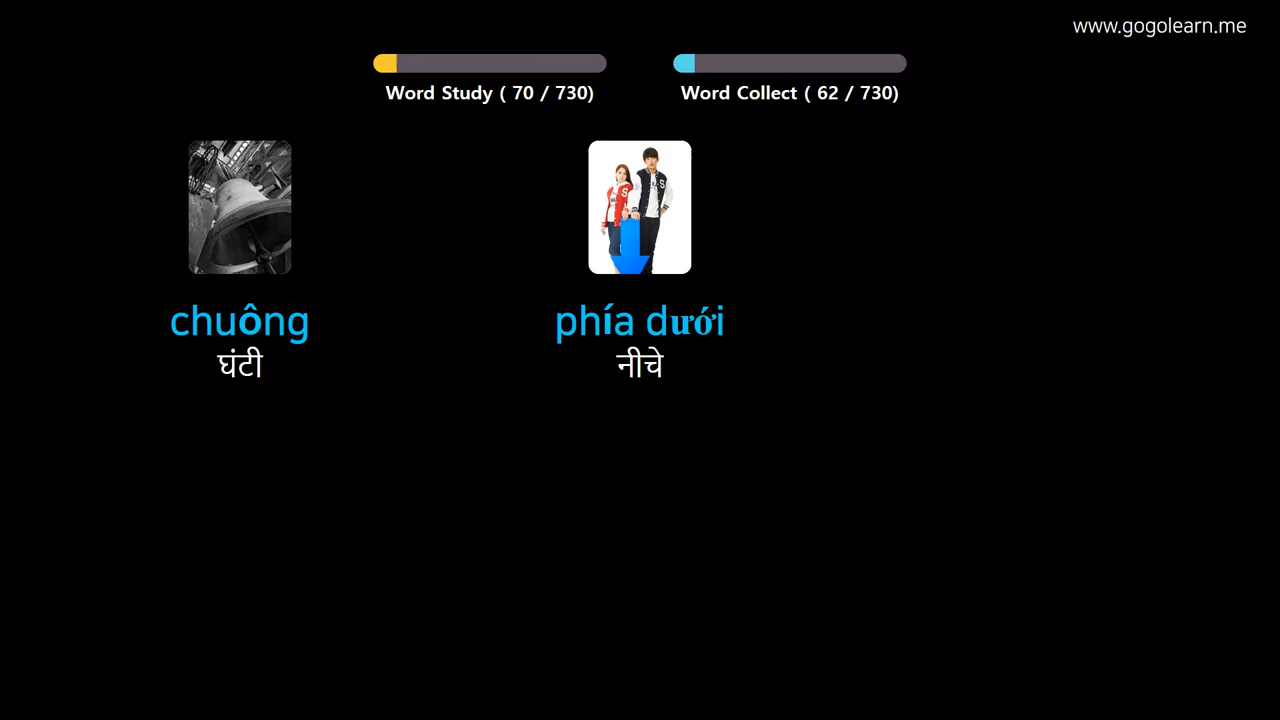 www.gogolearn.me
Word Study ( 70 / 730)
Word Collect ( 62 / 730)
chuông
घंटी
phía dưới
नीचे